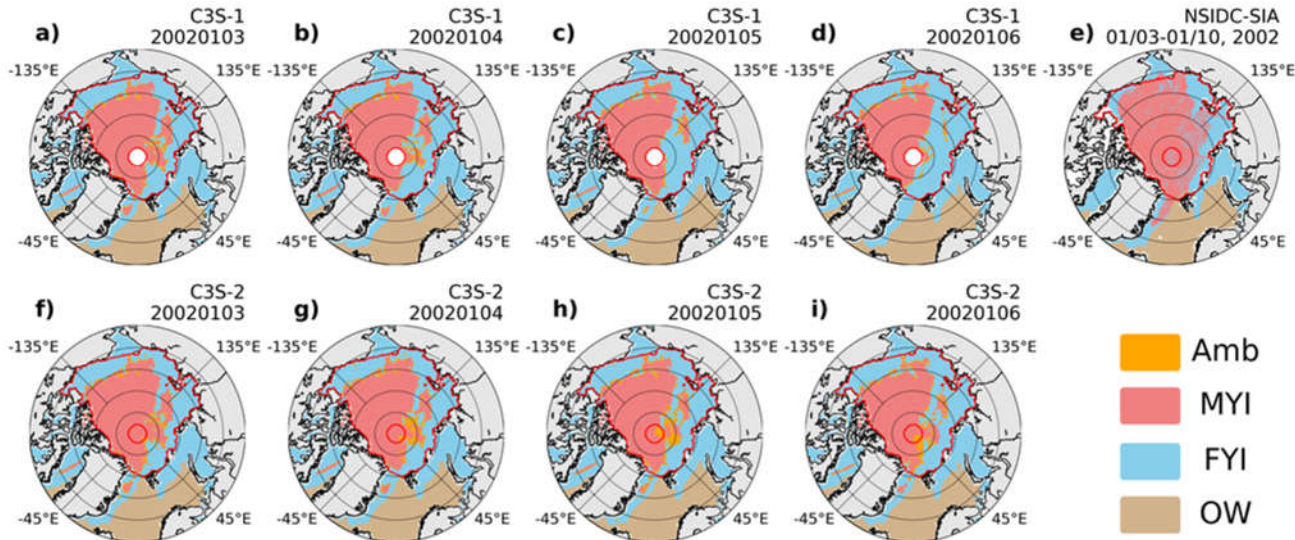 a) C3S-1
20020103
b) C3S-1
20020104
c) C3S-1
20020105
d) C3S-1
20020106
e) NSIDC-SIA
01/03-01/10, 2002
-135°E 135°E -135°E 135°E -135°E 135°E -135°E 135°E -135°E 135°E
-45°E 45°E -45°E 45°E -45°E 45°E -45°E 45°E -45°E 45°E
f) C3S-2
20020103
g) C3S-2
20020104
h) C3S-2
20020105
i) C3S-2
20020106
-135°E 135°E -135°E 135°E -135°E 135°E -135°E 135°E
-45°E 45°E -45°E 45°E -45°E 45°E -45°E 45°E
Amb
MYI
FYI
OW